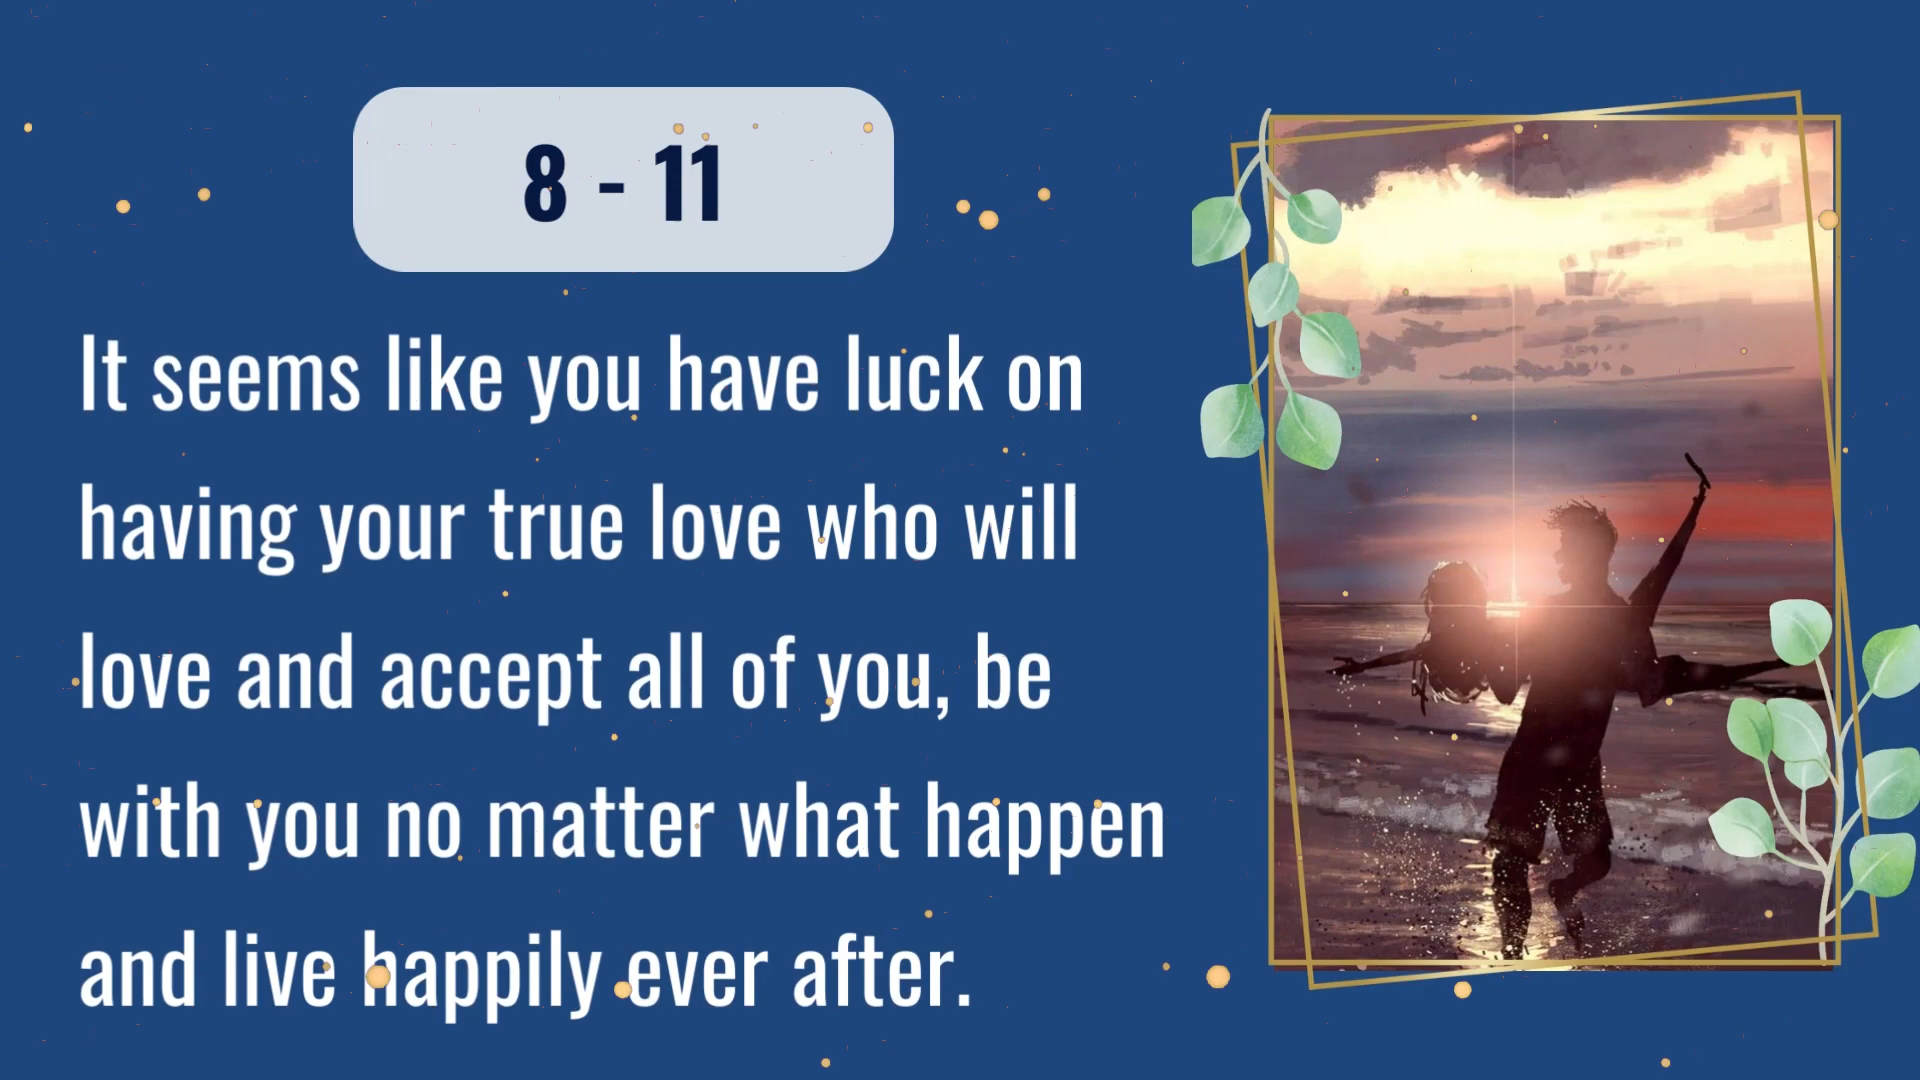 8 - 11
It seems like you have luck on
having your true love who will
love and accept all of you, be
with you no matter what happen
and live happily ever after.